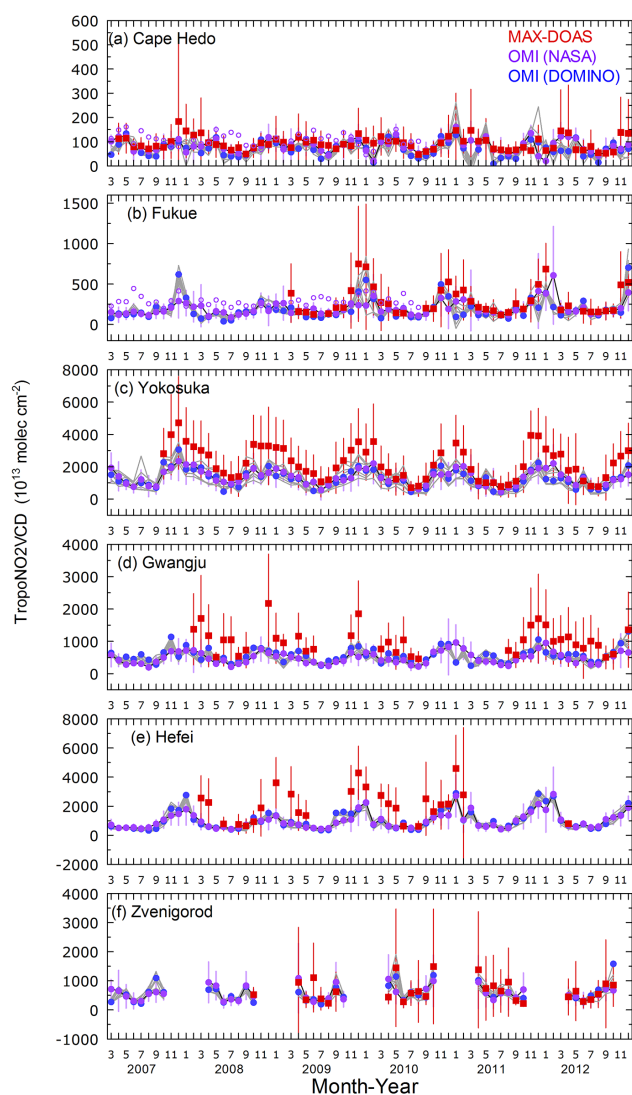 600
(a) Cape Hedo
MAX-DOAS
500
OMI (NASA)
400
OMI (DOMINO)
300
200
100
0
3 5 7 9 11 1 3 5 7 9 11 1 3 5 7 9 11 1 3 5 7 9 11 1 3 5 7 9 11 1 3 5 7 9 11
1500
(b) Fukue
1000
500
0
3 5 7 9 11 1 3 5 7 9 11 1 3 5 7 9 11 1 3 5 7 9 11 1 3 5 7 9 11 1 3 5 7 9 11
8000
(c) Yokosuka
6000
4000
2000
0
3 5 7 9 11 1 3 5 7 9 11 1 3 5 7 9 11 1 3 5 7 9 11 1 3 5 7 9 11 1 3 5 7 9 11
TropoNO2VCD (10¹³ molec cm⁻²)
4000
(d) Gwangju
3000
2000
1000
0
3 5 7 9 11 1 3 5 7 9 11 1 3 5 7 9 11 1 3 5 7 9 11 1 3 5 7 9 11 1 3 5 7 9 11
8000
(e) Hefei
6000
4000
2000
0
-2000
3 5 7 9 11 1 3 5 7 9 11 1 3 5 7 9 11 1 3 5 7 9 11 1 3 5 7 9 11 1 3 5 7 9 11
4000
(f) Zvenigorod
3000
2000
1000
0
-1000
3 5 7 9 11 1 3 5 7 9 11 1 3 5 7 9 11 1 3 5 7 9 11 1 3 5 7 9 11 1 3 5 7 9 11
2007 2008 2009 2010 2011 2012
Month-Year